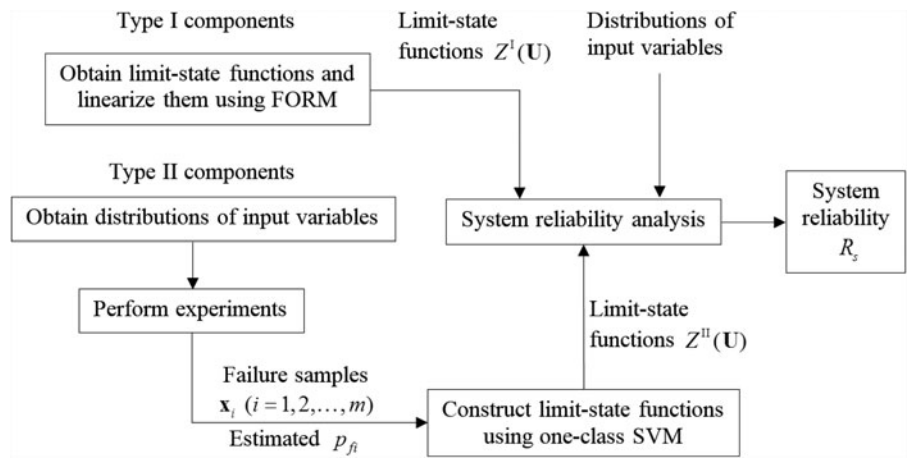 Type I components
Obtain limit-state functions and
linearize them using FORM
Limit-state
functions Z^I(U)
Distributions of
input variables
Type II components
Obtain distributions of input variables
System reliability analysis
System
reliability
R_s
Perform experiments
Limit-state
functions Z^II(U)
Failure samples
x_i (i = 1,2,…,m)
Estimated p_fi
Construct limit-state functions
using one-class SVM